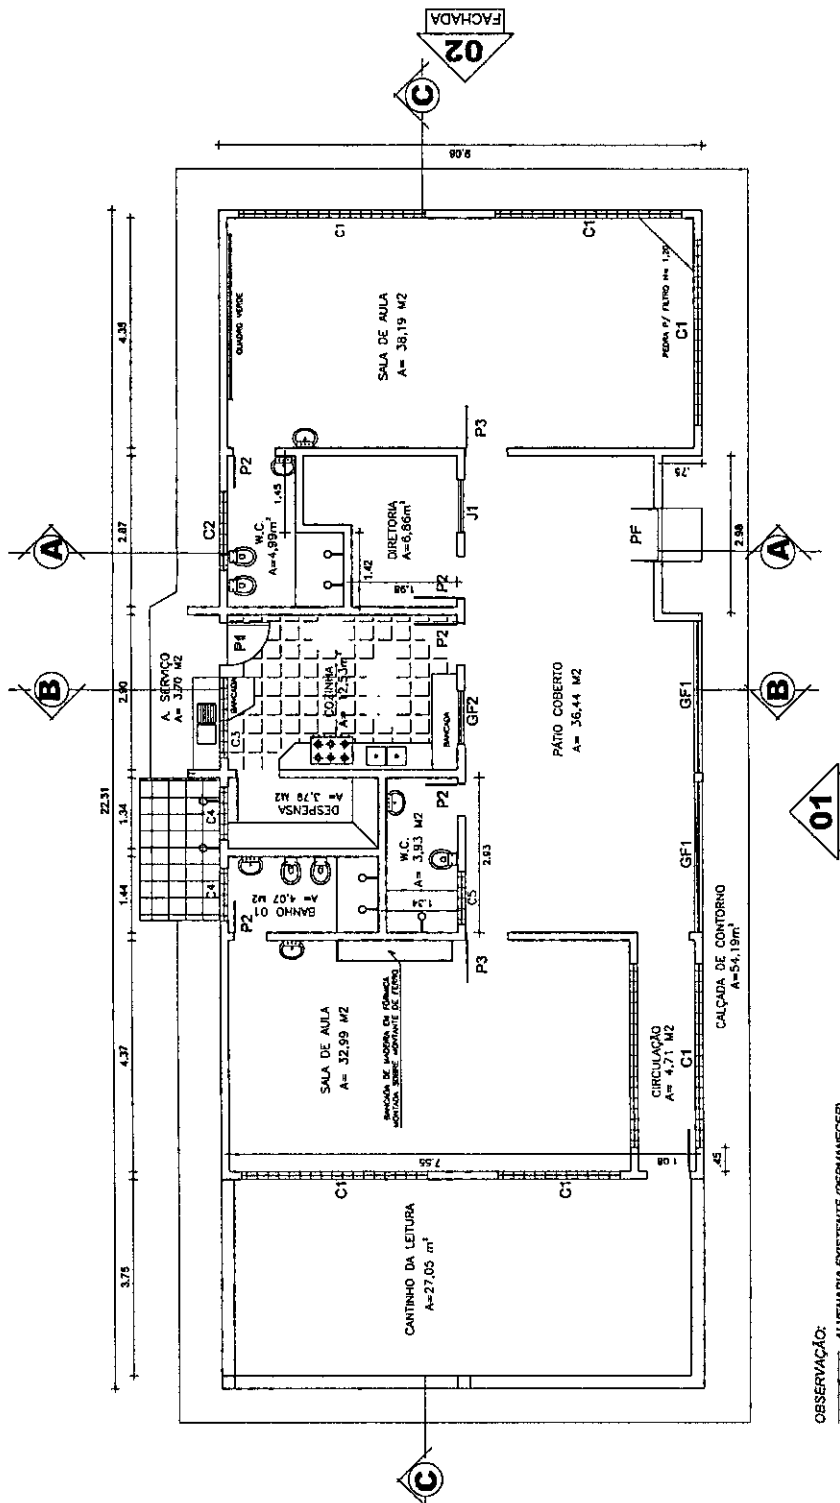 FACHADA
02
C
9.06
22.31
4.35
2.87
2.90
1.34
1.44
4.37
3.75
C1
C1
QUADRO VERDE
SALA DE AULA
A= 38,19 M2
PEDRA P/ FILTRO H= 1,20
C1
P3
P2
1.45
C2
W.C.
A=4,99m²
DIRETORIA
A=6,86m²
J1
1.42
1.98
P2
.75
PF
2.98
A
A
B
B
A. SERVIÇO
A= 3,70 M2
P1
BANCADA
C3
COZINHA
P2
BANCADA
GF2
PÁTIO COBERTO
A= 36,44 M2
GF1
GF1
C4
C4
DESPENSA
A= 3,78 M2
W.C.
A= 3,93 M2
P2
2.93
1.34
C5
BANHO 01
A= 4,07 M2
P2
P3
01
CALÇADA DE CONTORNO
A=54,19m²
SALA DE AULA
A= 32,99 M2
BANCADA DE MADEIRA EM FÓRMICA
MONTADA SOBRE MONTANTE DE FERRO
CIRCULAÇÃO
A= 4,71 M2
C1
7.55
1.08
.45
C1
C1
CANTINHO DA LEITURA
A=27,05 m²
C
OBSERVAÇÃO:
ALVENARIA EXISTENTE (PERMANECER)